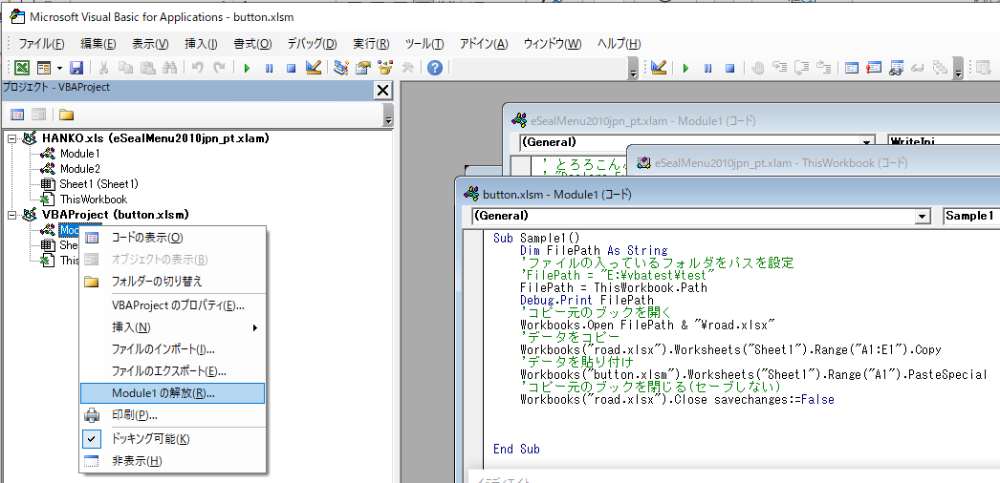 Microsoft Visual Basic for Applications - button.xlsm
ファイル(F) 編集(E) 表示(V) 挿入(I) 書式(O) デバッグ(D) 実行(R) ツール(T) アドイン(A) ウィンドウ(W) ヘルプ(H)
プロジェクト - VBAProject
HANKO.xls (eSealMenu2010jpn_pt.xlam)
Module1
Module2
Sheet1 (Sheet1)
ThisWorkbook
VBAProject (button.xlsm)
コードの表示(O)
オブジェクトの表示(B)
フォルダーの切り替え
VBAProject のプロパティ(E)...
挿入(N)
ファイルのインポート(I)...
ファイルのエクスポート(E)...
Module1 の解放(R)...
印刷(P)...
ドッキング可能(K)
非表示(H)
eSealMenu2010jpn_pt.xlam - Module1 (コード)
(General) WriteIni
eSealMenu2010jpn_pt.xlam - ThisWorkbook (コード)
button.xlsm - Module1 (コード)
(General) Sample1
Sub Sample1()
Dim FilePath As String
'ファイルの入っているフォルダをパスを設定
'FilePath = "E:¥vbatest¥test"
FilePath = ThisWorkbook.Path
Debug.Print FilePath
'コピー元のブックを開く
Workbooks.Open FilePath & "¥road.xlsx"
'データをコピー
Workbooks("road.xlsx").Worksheets("Sheet1").Range("A1:E1").Copy
'データを貼り付け
Workbooks("button.xlsm").Worksheets("Sheet1").Range("A1").PasteSpecial
'コピー元のブックを閉じる(セーブしない)
Workbooks("road.xlsx").Close savechanges:=False
End Sub